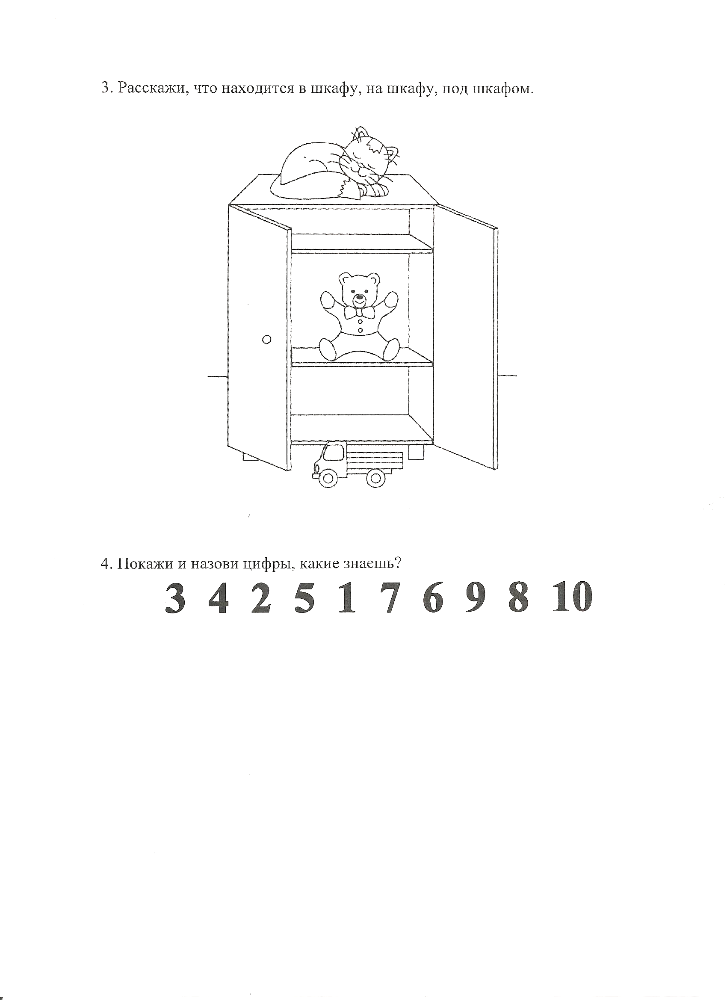 3. Расскажи, что находится в шкафу, на шкафу, под шкафом.
4. Покажи и назови цифры, какие знаешь?
3 4 2 5 1 7 6 9 8 10